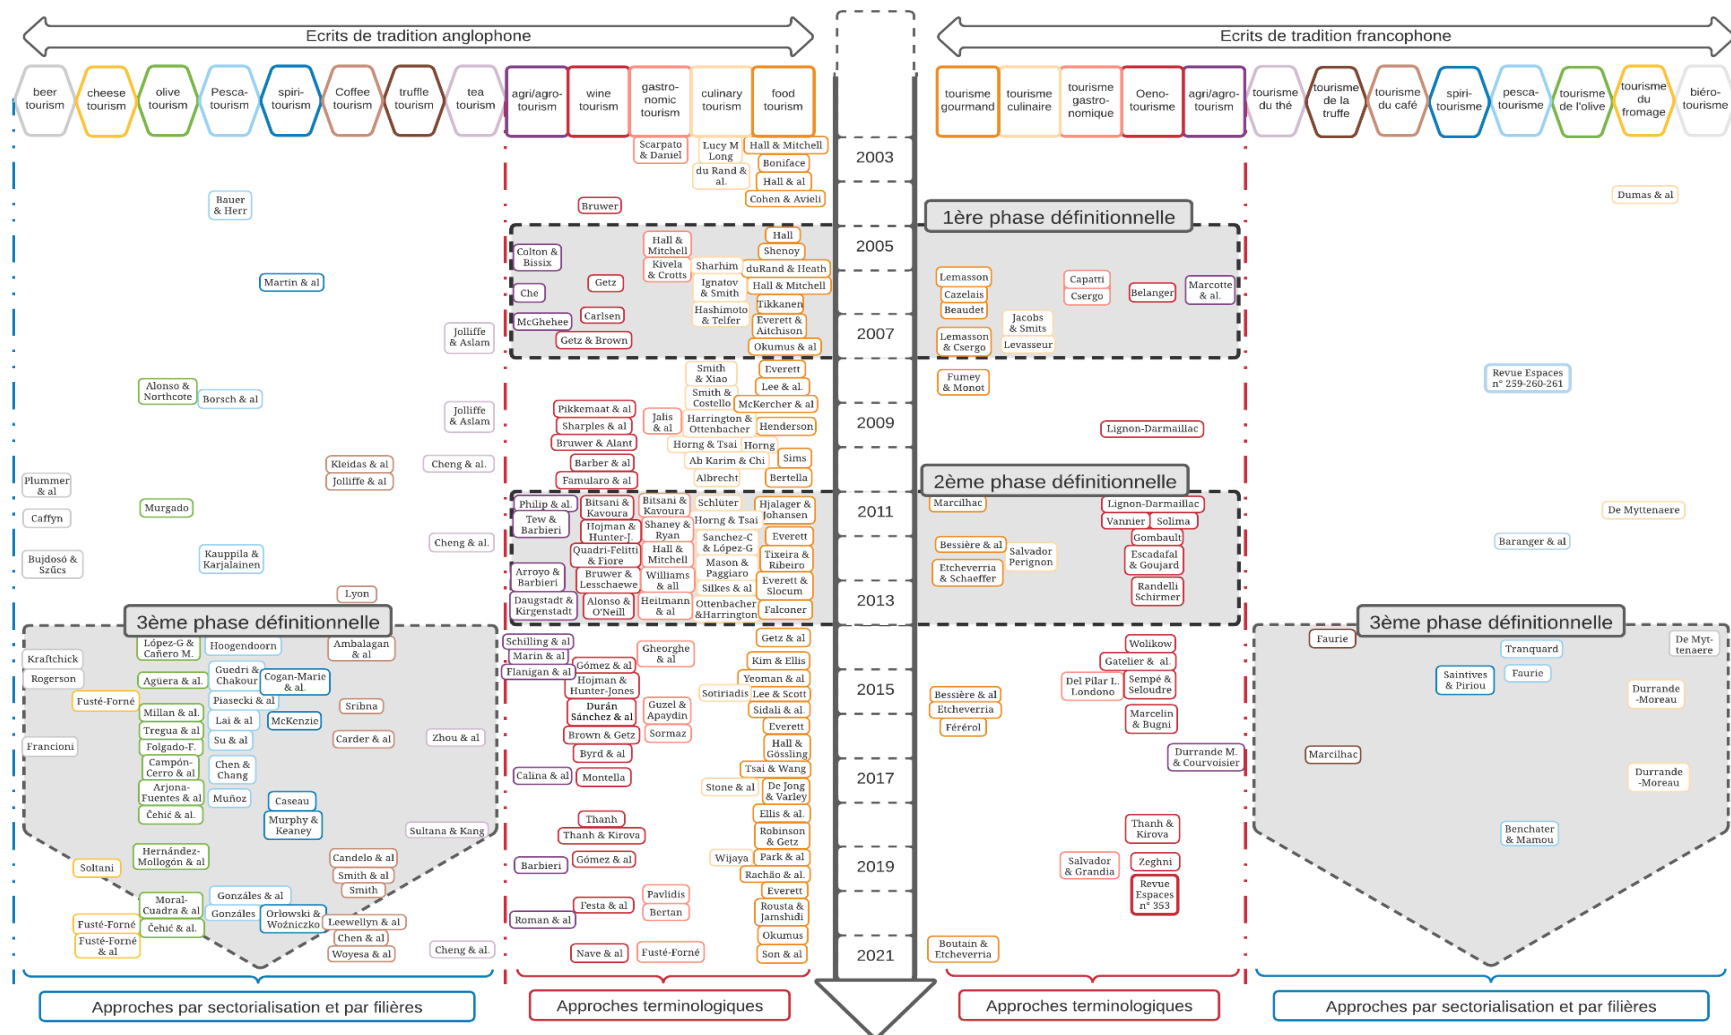 Ecrits de tradition anglophone
Ecrits de tradition francophone
beer
tourism
cheese
tourism
olive
tourism
Pesca-
tourism
spiri-
tourism
Coffee
tourism
truffle
tourism
tea
tourism
agri/agro-
tourism
wine
tourism
gastro-
nomic
tourism
culinary
tourism
food
tourism
tourisme
gourmand
tourisme
culinaire
tourisme
gastro-
nomique
Oeno-
tourisme
agri/agro-
tourisme
tourisme
du thé
tourisme
de la
truffe
tourisme
du café
spiri-
tourisme
pesca-
tourisme
tourisme
de l'olive
tourisme
du
fromage
biéro-
tourisme
Scarpato
& Daniel
Lucy M
Long
Hall & Mitchell
2003
Boniface
du Rand &
al.
Hall & al
Cohen & Avieli
Bauer
& Herr
Bruwer
Dumas & al
1ère phase définitionnelle
Colton &
Bissix
Hall &
Mitchell
Hall
2005
Shenoy
Kivela
& Crotts
Sharhim
duRand & Heath
Martin & al
Che
Getz
Ignatov
& Smith
Hall & Mitchell
Lemasson
Cazelais
Beaudet
Capatti
Csergo
Belanger
Marcotte
& al.
Tikkanen
Hashimoto
& Telfer
McGhehee
Carlsen
Everett &
Aitchison
2007
Jacobs
& Smits
Levasseur
Jolliffe
& Aslam
Getz & Brown
Okumus & al
Lemasson
& Csergo
Smith
& Xiao
Everett
Fumey
& Monot
Revue Espaces
n° 259-260-261
Alonso &
Northcote
Borsch & al
Smith &
Costello
Lee & al.
McKercher & al
Jolliffe
& Aslam
Pikkemaat & al
Sharples & al
Jalis
& al
Harrington &
Ottenbacher
Henderson
2009
Lignon-Darmaillac
Bruwer & Alant
Horng & Tsai
Horng
Kleidas & al
Cheng & al.
Barber & al
Ab Karim & Chi
Sims
Plummer
& al
Jolliffe & al
Famularo & al
Albrecht
Bertella
2ème phase définitionnelle
Caffyn
Murgado
Philip & al.
Bitsani &
Kavoura
Bitsani &
Kavoura
Schlüter
Hjalager &
Johansen
2011
Marcilhac
Lignon-Darmaillac
Vannier
Solima
De Myttenaere
Tew &
Barbieri
Hojman &
Hunter-J.
Shaney &
Ryan
Horng & Tsai
Everett
Gombault
Bujdosó &
Szűcs
Kauppila &
Karjalainen
Cheng & al.
Quadri-Felitti
& Fiore
Hall &
Mitchell
Sanchez-C
& López-G
Tixeira &
Ribeiro
Bessière & al
Salvador
Perignon
Escadafal
& Goujard
Baranger & al
Arroyo &
Barbieri
Bruwer &
Lesschaewe
Williams
& all
Mason &
Paggiaro
Everett &
Slocum
Etcheverria
& Schaeffer
Silkes & al
Lyon
Daugstadt &
Kirgenstadt
Alonso &
O'Neill
Heitmann
& al
Ottenbacher
&Harrington
Falconer
2013
Randelli
Schirmer
3ème phase définitionnelle
3ème phase définitionnelle
Kraftchick
López-G &
Cañero M.
Hoogendoorn
Ambalagan
& al
Schilling & al
Marin & al
Flanigan & al
Gómez & al
Gheorghe
& al
Getz & al
Kim & Ellis
Wolikow
Gatelier & al.
Faurie
Tranquard
De Myt-
tenaere
Rogerson
Agüera & al.
Guedri &
Chakour
Cogan-Marie
& al.
Hojman &
Hunter-Jones
Yeoman & al
2015
Del Pilar L.
Londono
Sempé &
Seloudre
Saintives
& Piriou
Faurie
Fusté-Forné
Piasecki & al
Sribna
Sotiriadis
Lee & Scott
Bessière & al
Etcheverria
Durrande
-Moreau
Millan & al.
Lai & al
McKenzie
Durán
Sánchez & al
Guzel &
Apaydin
Sidali & al.
Marcelin
& Bugni
Tregua & al.
Sormaz
Everett
Férérol
Francioni
Folgado-F.
Su & al
Carder & al
Zhou & al
Brown & Getz
Hall &
Gössling
Durrande M.
& Courvoisier
Marcilhac
Byrd & al
Campón-
Cerro & al
Chen &
Chang
Calina & al
Montella
Tsai & Wang
2017
Durrande
-Moreau
Arjona-
Fuentes & al
Muñoz
Caseau
Stone & al
De Jong
& Varley
Čehić & al.
Murphy &
Keaney
Sultana & Kang
Thanh
Ellis & al.
Thanh & Kirova
Robinson
& Getz
Thanh &
Kirova
Benchater
& Mamou
Soltani
Hernández-
Mollogón & al
Candelo & al
Barbieri
Gómez & al
Wijaya
Park & al
2019
Salvador
& Grandia
Zeghni
Smith & al
Rachão & al.
Smith
Everett
Revue
Espaces
n° 353
Moral-
Cuadra & al
Gonzáles & al
Pavlidis
Festa & al
Bertan
Rousta &
Jamshidi
Gonzáles
Orłowski &
Woźniczko
Leewellyn & al
Roman & al
Fusté-Forné
Čehić & al.
Chen & al
Okumus
Fusté-Forné
& al
Woyesa & al
Cheng & al.
Nave & al
Fusté-Forné
Son & al
2021
Boutain &
Etcheverria
Approches par sectorialisation et par filières
Approches terminologiques
Approches terminologiques
Approches par sectorialisation et par filières